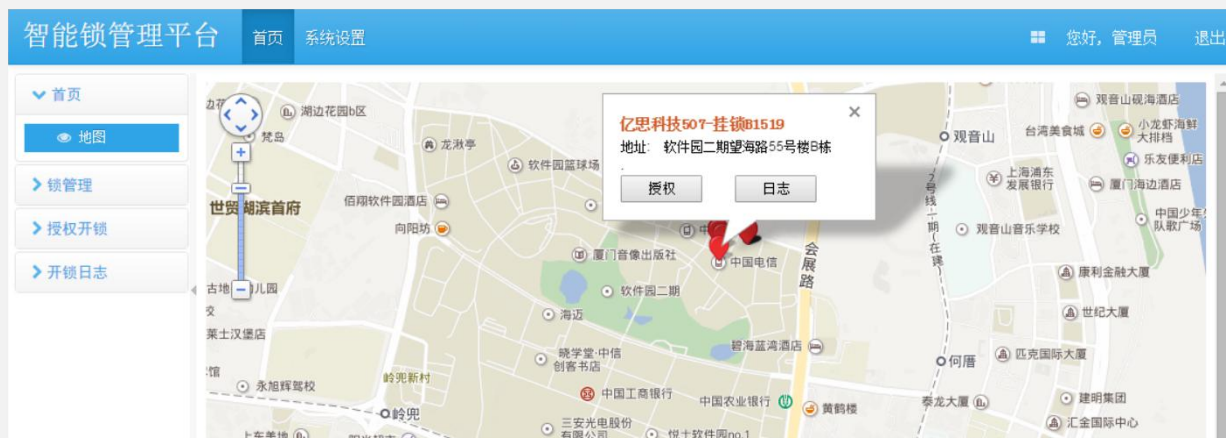 智能锁管理平台
首页
系统设置
您好，管理员
退出
首页
地图
锁管理
授权开锁
开锁日志
亿思科技507-挂锁B1519
地址： 软件园二期望海路55号楼B栋
授权
日志
湖边花园b区
梵岛
龙湫亭
软件园篮球场
佰翔软件园酒店
世贸湖滨首府
向阳坊
厦门音像出版社
中国电信
软件园二期
海迈
莱士汉堡店
晓学堂·中信
创客书店
碧海蓝湾酒店
永旭辉驾校
岭兜新村
岭兜
中国工商银行
中国农业银行
黄鹤楼
三安光电股份
有限公司
悦士软件园no.1
会展路
2号线一期(在建)
观音山
台湾美食城
观音山砚海酒店
小龙虾海鲜
大排档
乐友便利店
上海浦东
发展银行
厦门海边酒店
中国少年
队歌广场
观音山音乐学校
康利金融大厦
世纪大厦
何厝
匹克国际大厦
泰龙大厦
建明集团
汇金国际中心